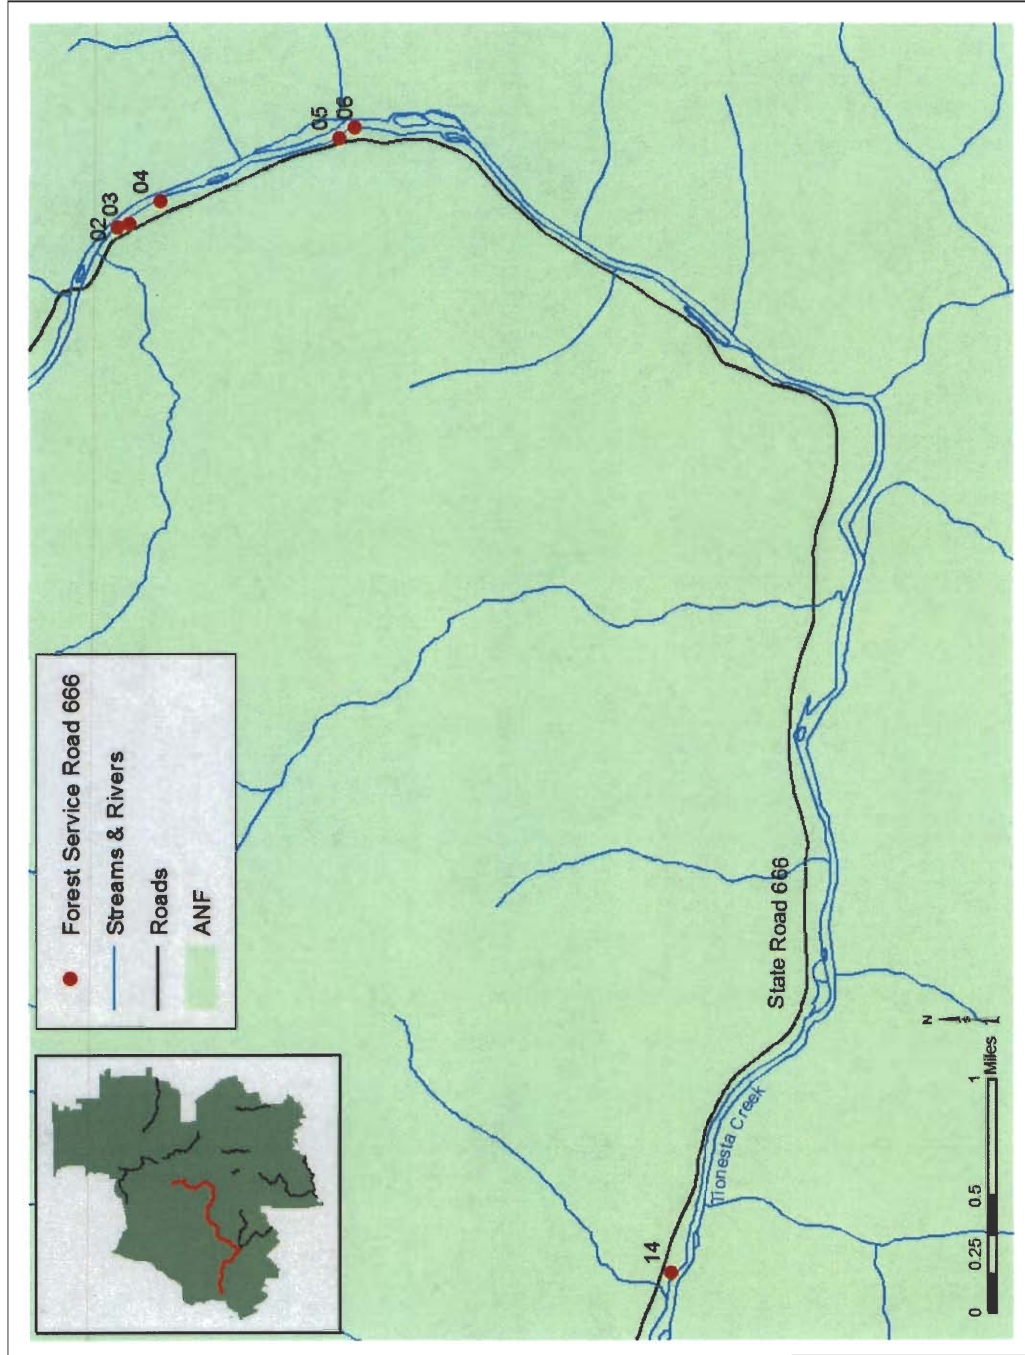 Forest Service Road 666
Streams & Rivers
Roads
ANF
02
03
04
05
06
14
State Road 666
Tionesta Creek
N
0 0.25 0.5 1
Miles